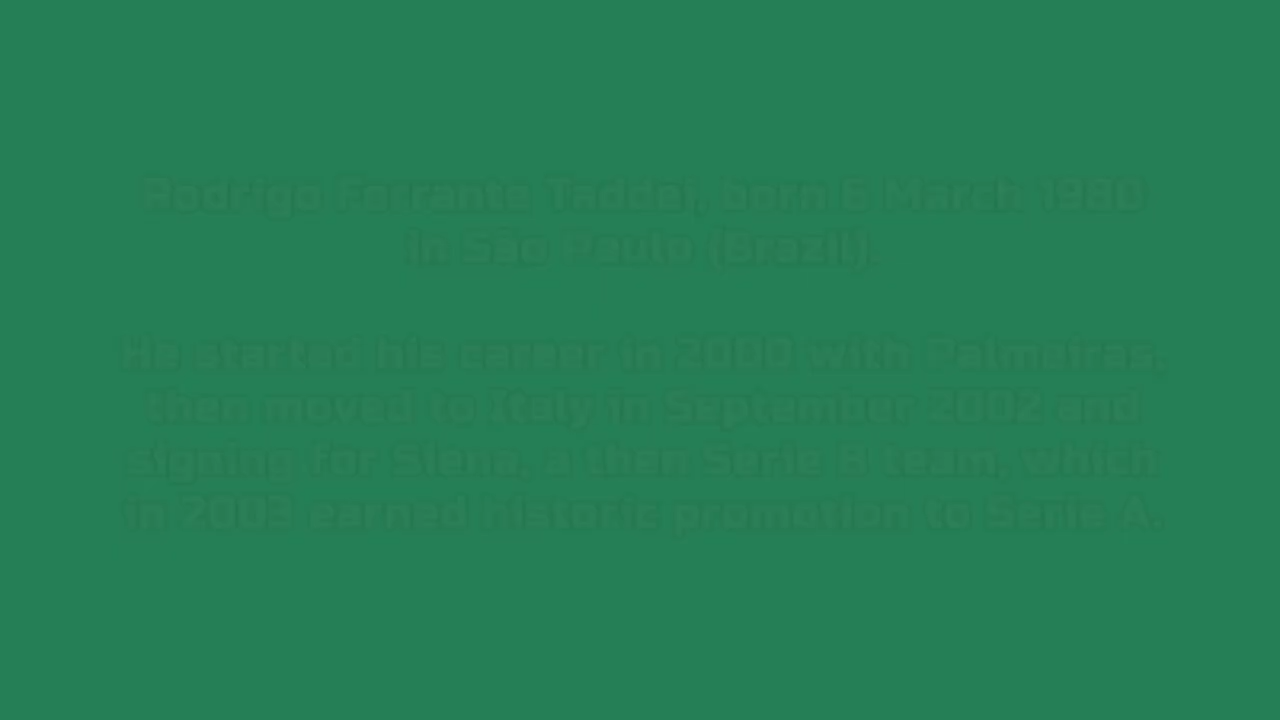 Rodrigo Ferrante Taddei, born 6 March 1980
in São Paulo (Brazil).
He started his career in 2000 with Palmeiras,
then moved to Italy in September 2002 and
signing for Siena, a then Serie B team, which
in 2003 earned historic promotion to Serie A.